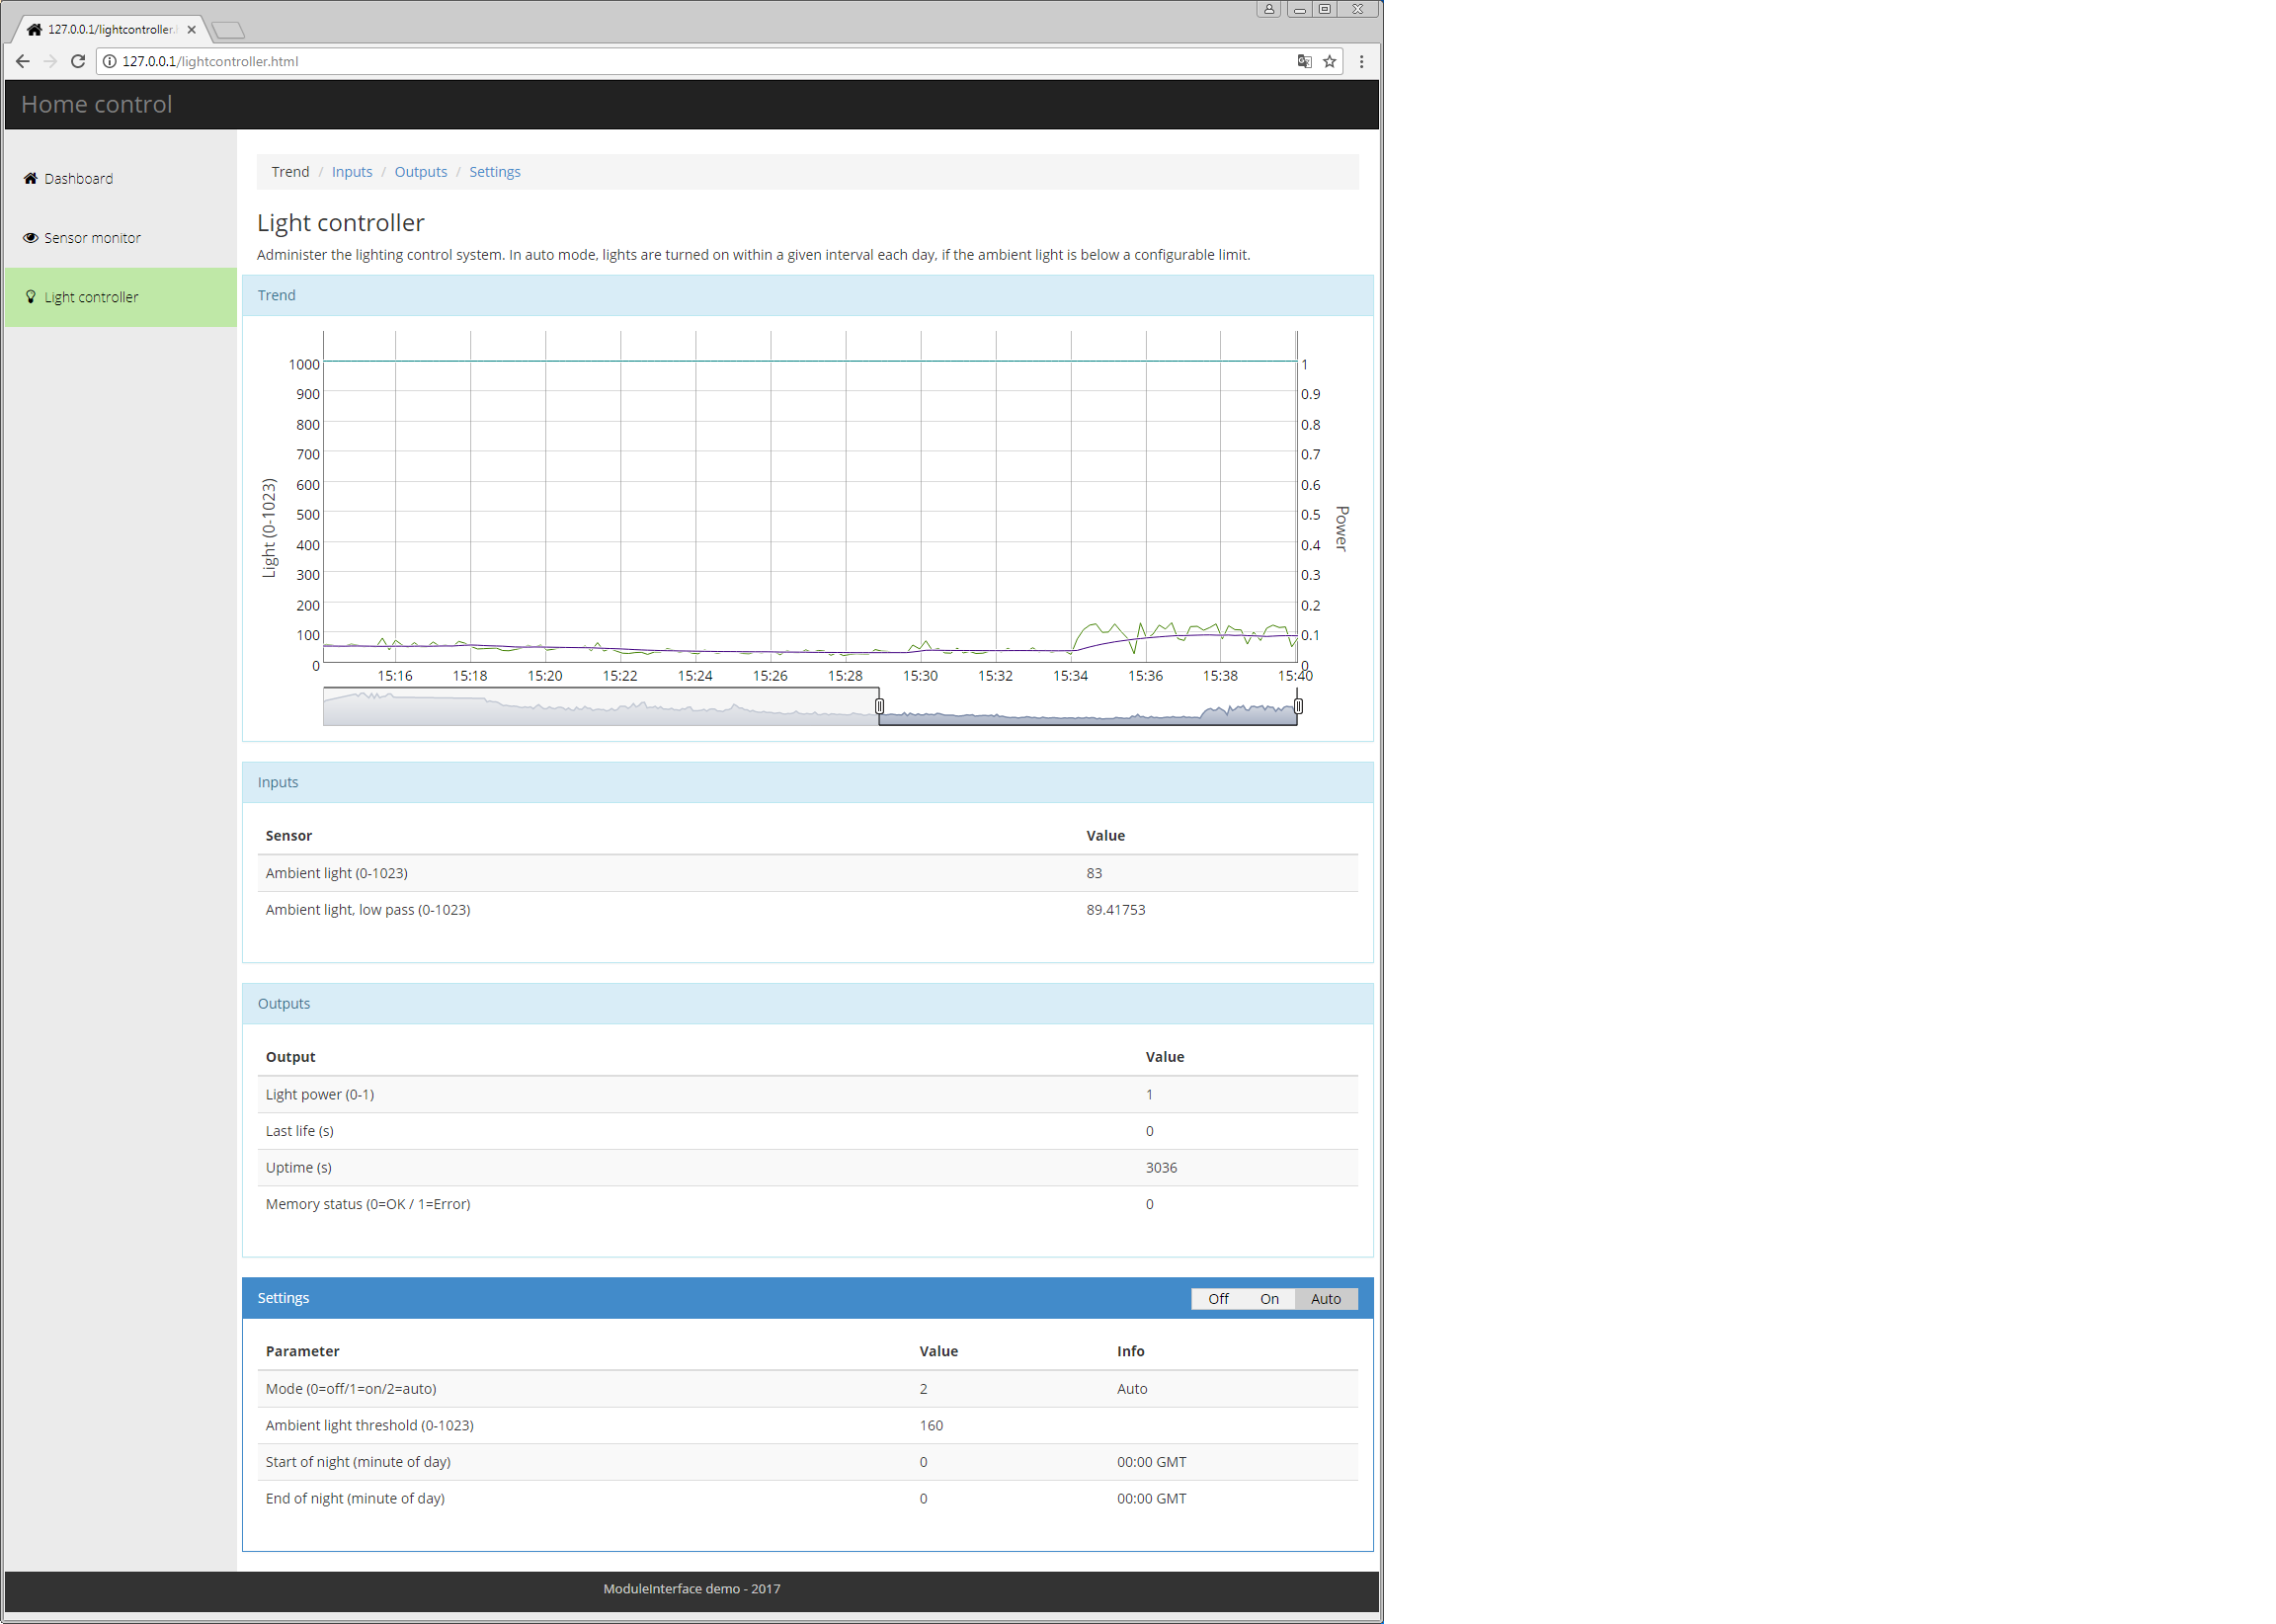 127.0.0.1/lightcontroller.
127.0.0.1/lightcontroller.html
Home control
Dashboard
Sensor monitor
Light controller
Trend / Inputs / Outputs / Settings
Light controller
Administer the lighting control system. In auto mode, lights are turned on within a given interval each day, if the ambient light is below a configurable limit.
Trend
1000 1
900 0.9
800 0.8
700 0.7
600 0.6
500 0.5
400 0.4
300 0.3
200 0.2
100 0.1
0 0
Light (0-1023)
Power
15:16 15:18 15:20 15:22 15:24 15:26 15:28 15:30 15:32 15:34 15:36 15:38 15:40
Inputs
Sensor Value
Ambient light (0-1023) 83
Ambient light, low pass (0-1023) 89.41753
Outputs
Output Value
Light power (0-1) 1
Last life (s) 0
Uptime (s) 3036
Memory status (0=OK / 1=Error) 0
Settings Off On Auto
Parameter Value Info
Mode (0=off/1=on/2=auto) 2 Auto
Ambient light threshold (0-1023) 160
Start of night (minute of day) 0 00:00 GMT
End of night (minute of day) 0 00:00 GMT
ModuleInterface demo - 2017